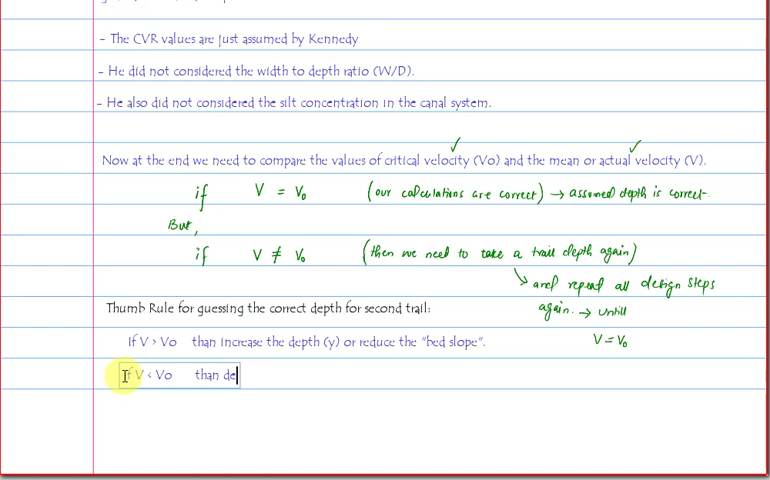 - The CVR values are just assumed by Kennedy
- He did not considered the width to depth ratio (W/D).
- He also did not considered the silt concentration in the canal system.
Now at the end we need to compare the values of critical velocity (Vo) and the mean or actual velocity (V).
if V = Vo (our calculations are correct) → assumed depth is correct.
But,
if V ≠ Vo (then we need to take a trail depth again)
and repeat all design steps
again. → untill
V = Vo
Thumb Rule for guessing the correct depth for second trail:
If V > Vo than increase the depth (y) or reduce the "bed slope".
If V < Vo than de